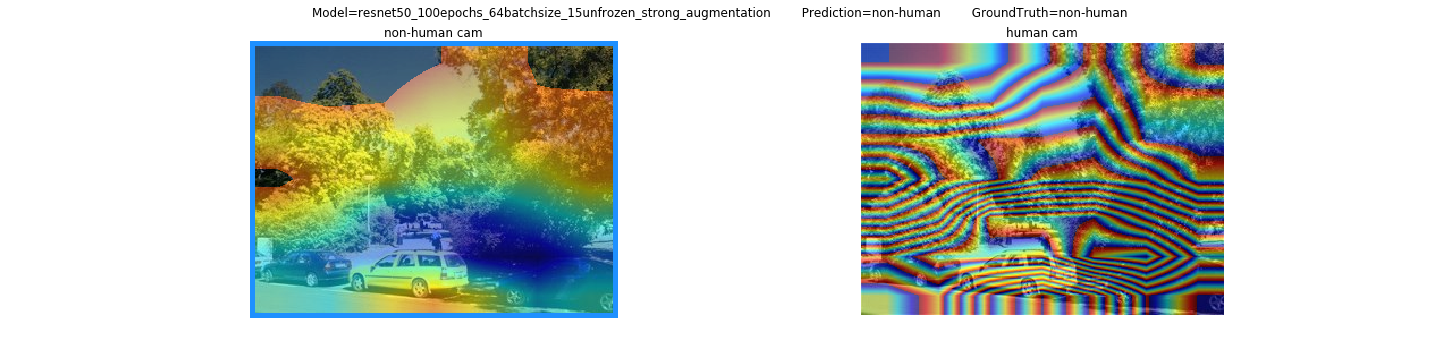 Model=resnet50_100epochs_64batchsize_15unfrozen_strong_augmentation Prediction=non-human GroundTruth=non-human
non-human cam human cam